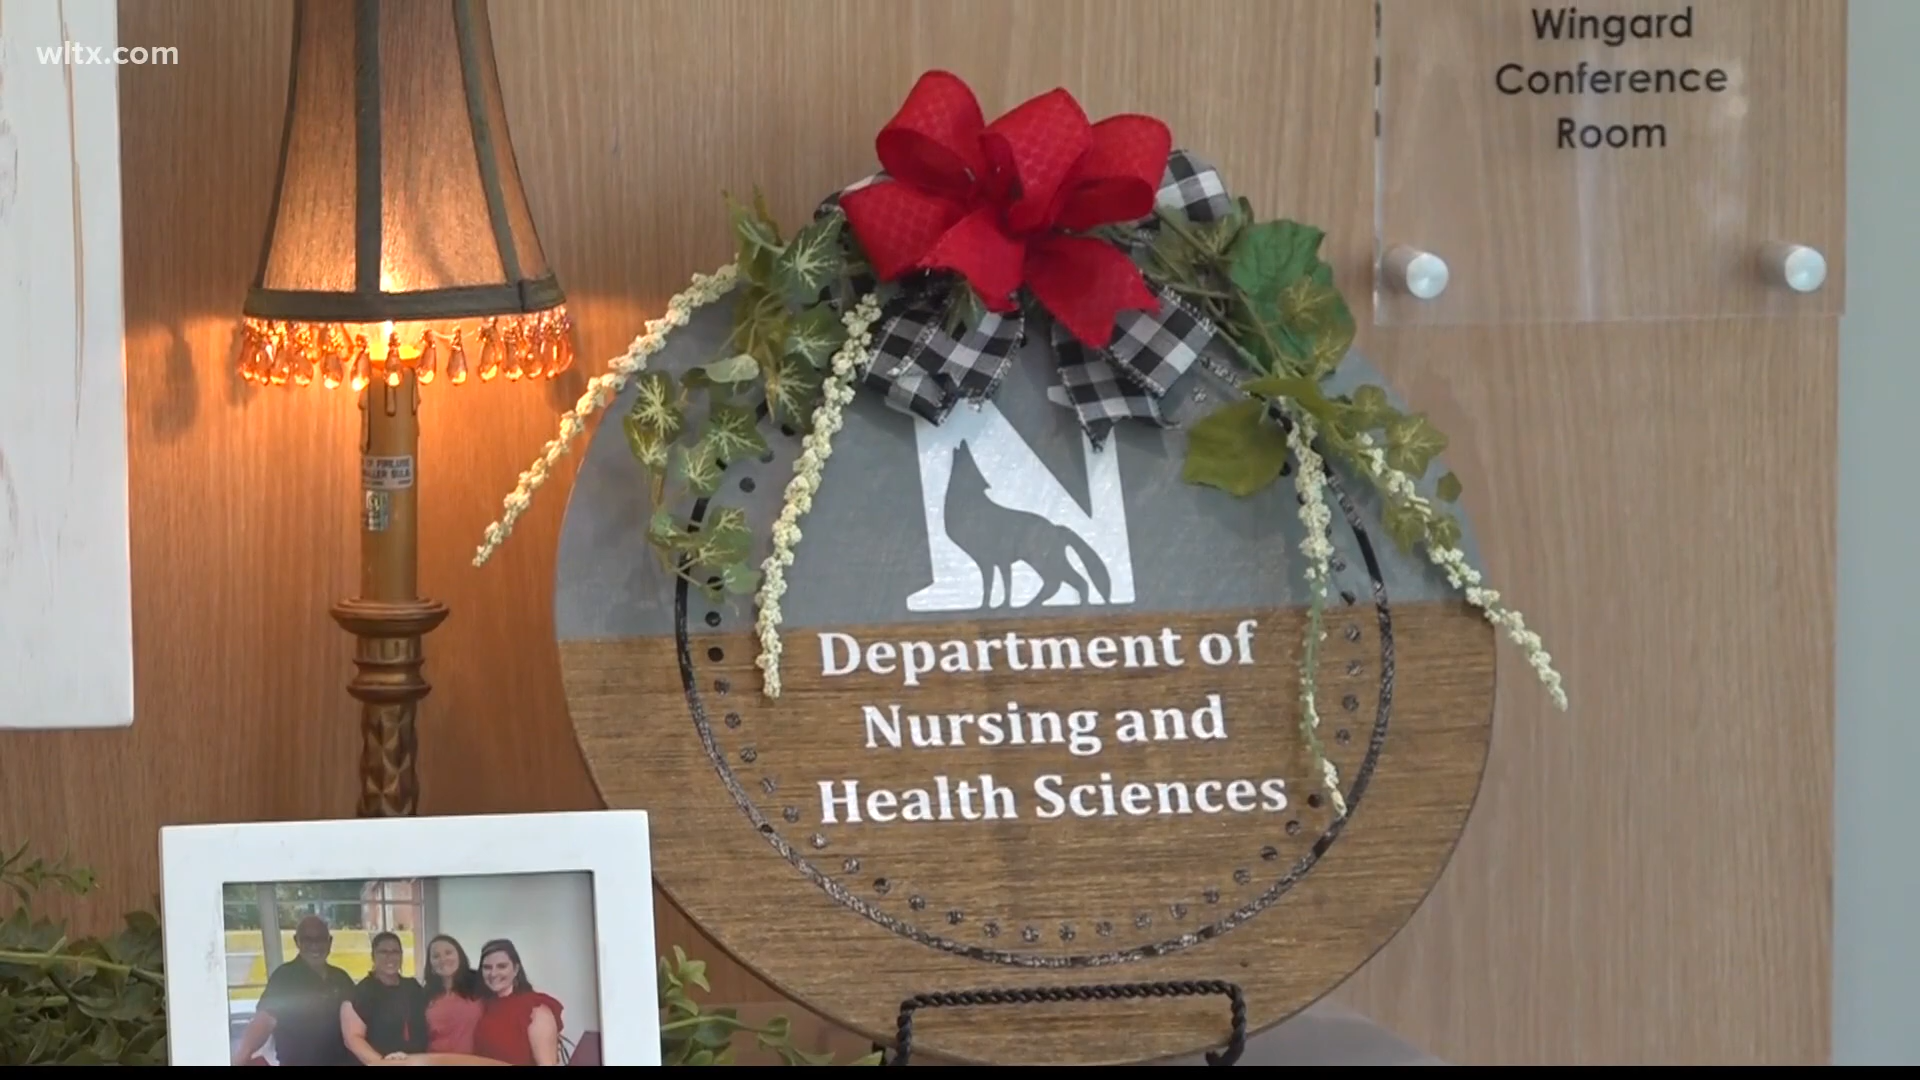 wltx.com
Wingard
Conference
Room
N
Department of
Nursing and
Health Sciences